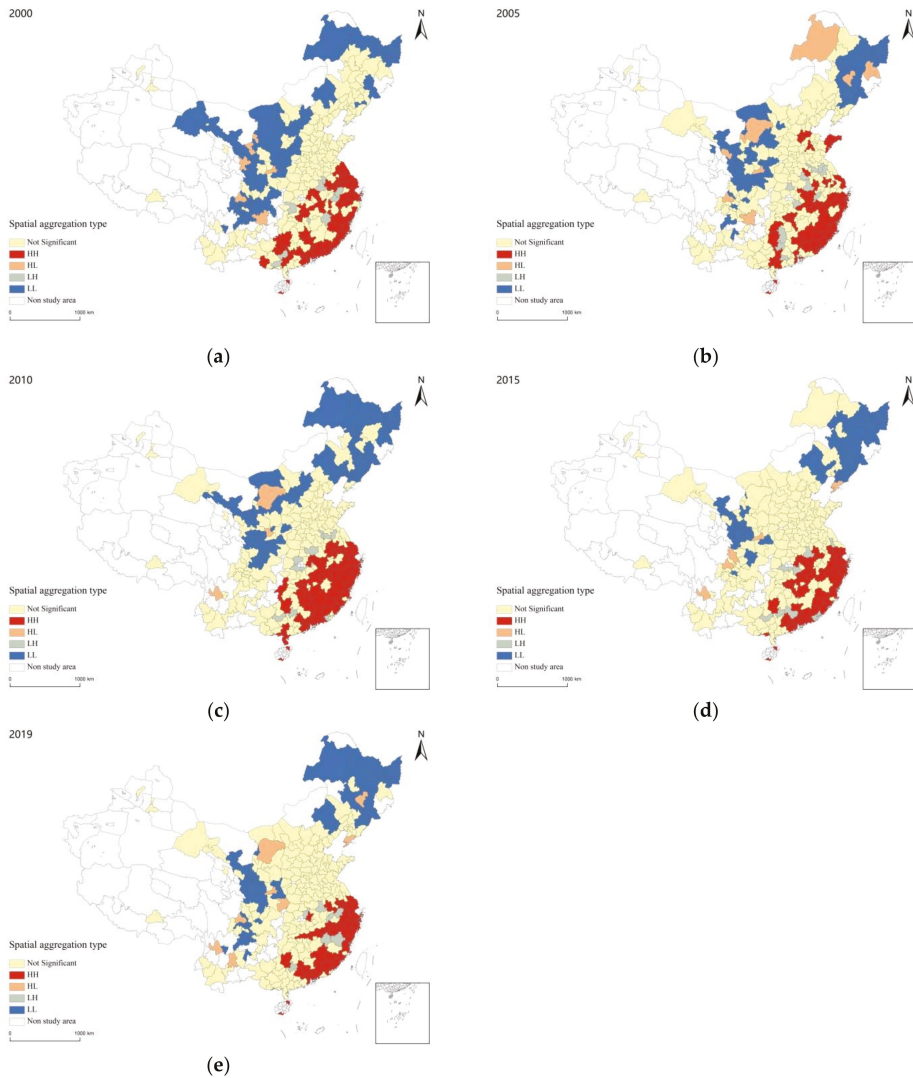 2000
N
Spatial aggregation type
Not Significant
HH
HL
LH
LL
Non study area
0 1000 km
(a)
2005
N
Spatial aggregation type
Not Significant
HH
HL
LH
LL
Non study area
0 1000 km
(b)
2010
N
Spatial aggregation type
Not Significant
HH
HL
LH
LL
Non study area
0 1000 km
(c)
2015
N
Spatial aggregation type
Not Significant
HH
HL
LH
LL
Non study area
0 1000 km
(d)
2019
N
Spatial aggregation type
Not Significant
HH
HL
LH
LL
Non study area
0 1000 km
(e)